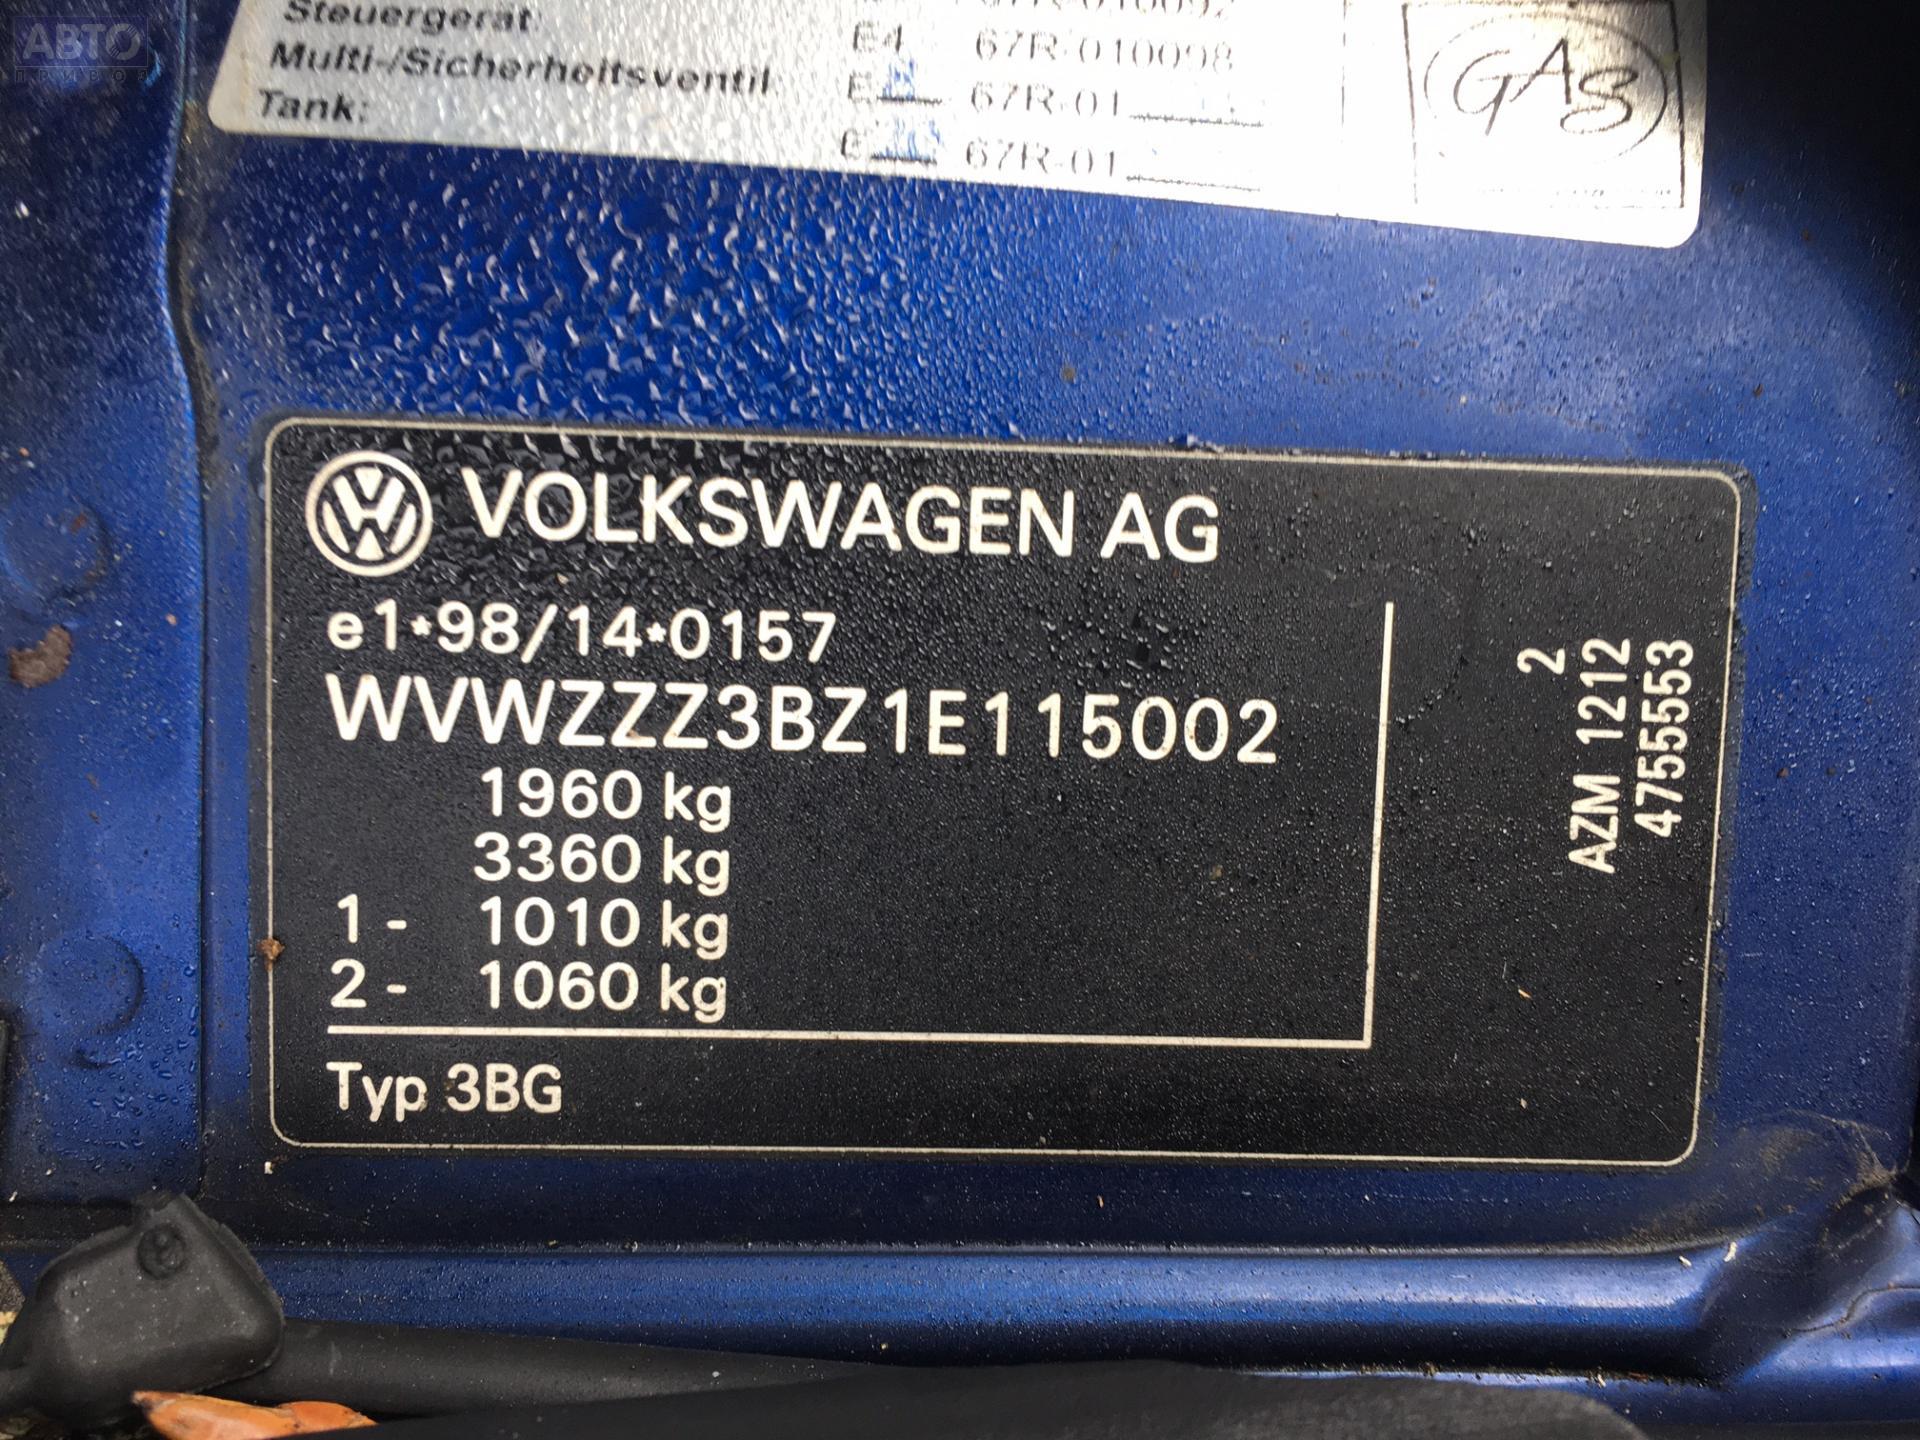 АВТО
ПРИВОЗ
Steuergerät:
Multi-/Sicherheitsventil:
Tank:
E4 67R-010098
67R-01
67R-01
GAS
VOLKSWAGEN AG
e1*98/14*0157
WVWZZZ3BZ1E115002
1960 kg
3360 kg
1- 1010 kg
2- 1060 kg
Typ 3BG
2
AZM 1212
4755553